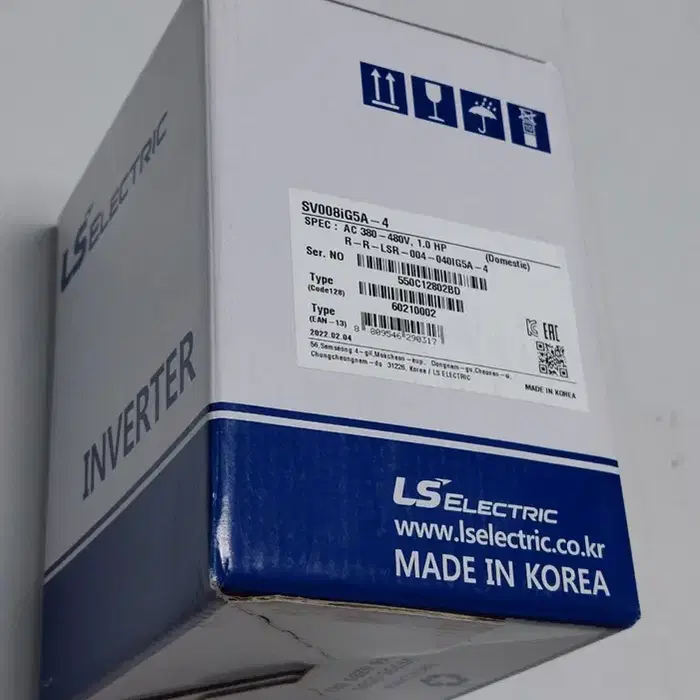 LS ELECTRIC
INVERTER
SV008iG5A-4
SPEC : AC 380-480V, 1.0 HP (Domestic)
R-R-LSR-004-040IG5A-4
Ser. NO
550C12802BD
Type
(Code128)
60210002
Type
(EAN-13)
8 809546 290317
2022.02.04
EAC
MADE IN KOREA
LS ELECTRIC
www.lselectric.co.kr
MADE IN KOREA